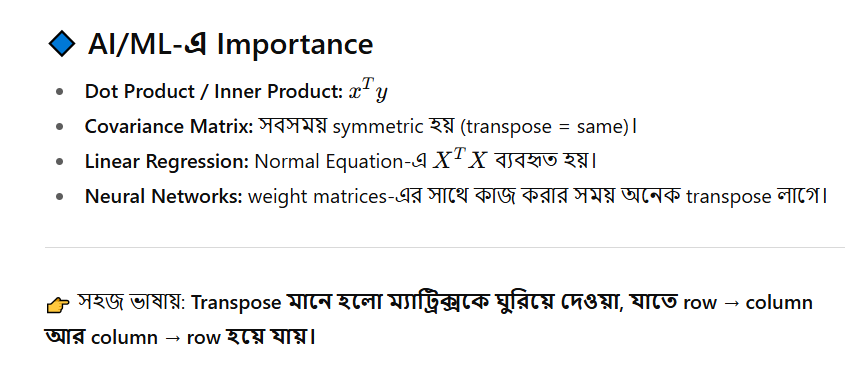 🔷 AI/ML-এ Importance
• Dot Product / Inner Product: xᵀy
• Covariance Matrix: সবসময় symmetric হয় (transpose = same)।
• Linear Regression: Normal Equation-এ XᵀX ব্যবহৃত হয়।
• Neural Networks: weight matrices-এর সাথে কাজ করার সময় অনেক transpose লাগে।
👉 সহজ ভাষায়: Transpose মানে হলো ম্যাট্রিক্সকে ঘুরিয়ে দেওয়া, যাতে row → column
আর column → row হয়ে যায়।